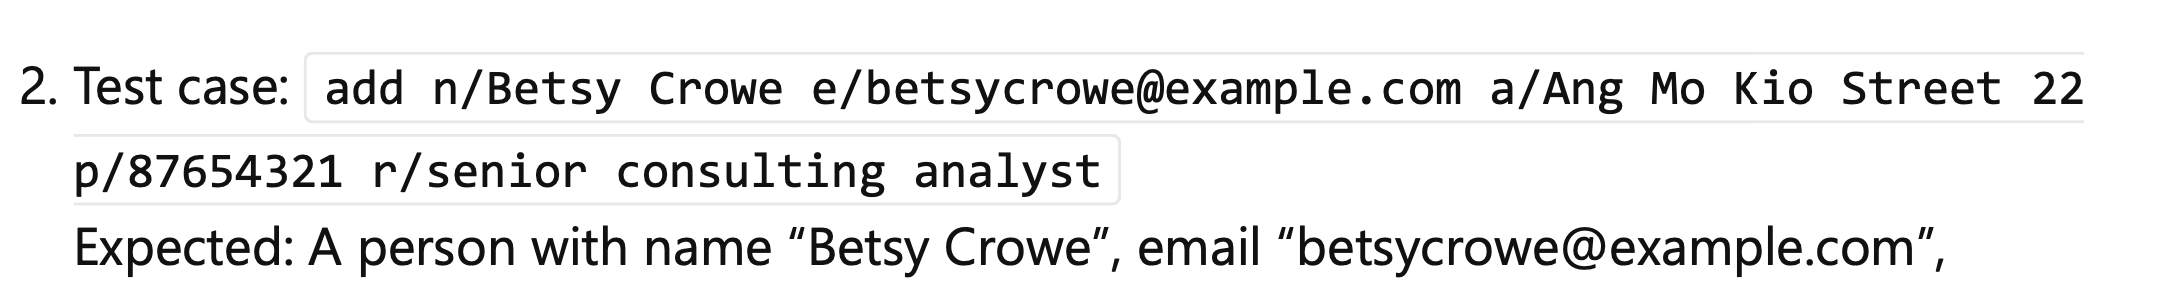 2. Test case: add n/Betsy Crowe e/betsycrowe@example.com a/Ang Mo Kio Street 22
p/87654321 r/senior consulting analyst
Expected: A person with name “Betsy Crowe”, email “betsycrowe@example.com”,